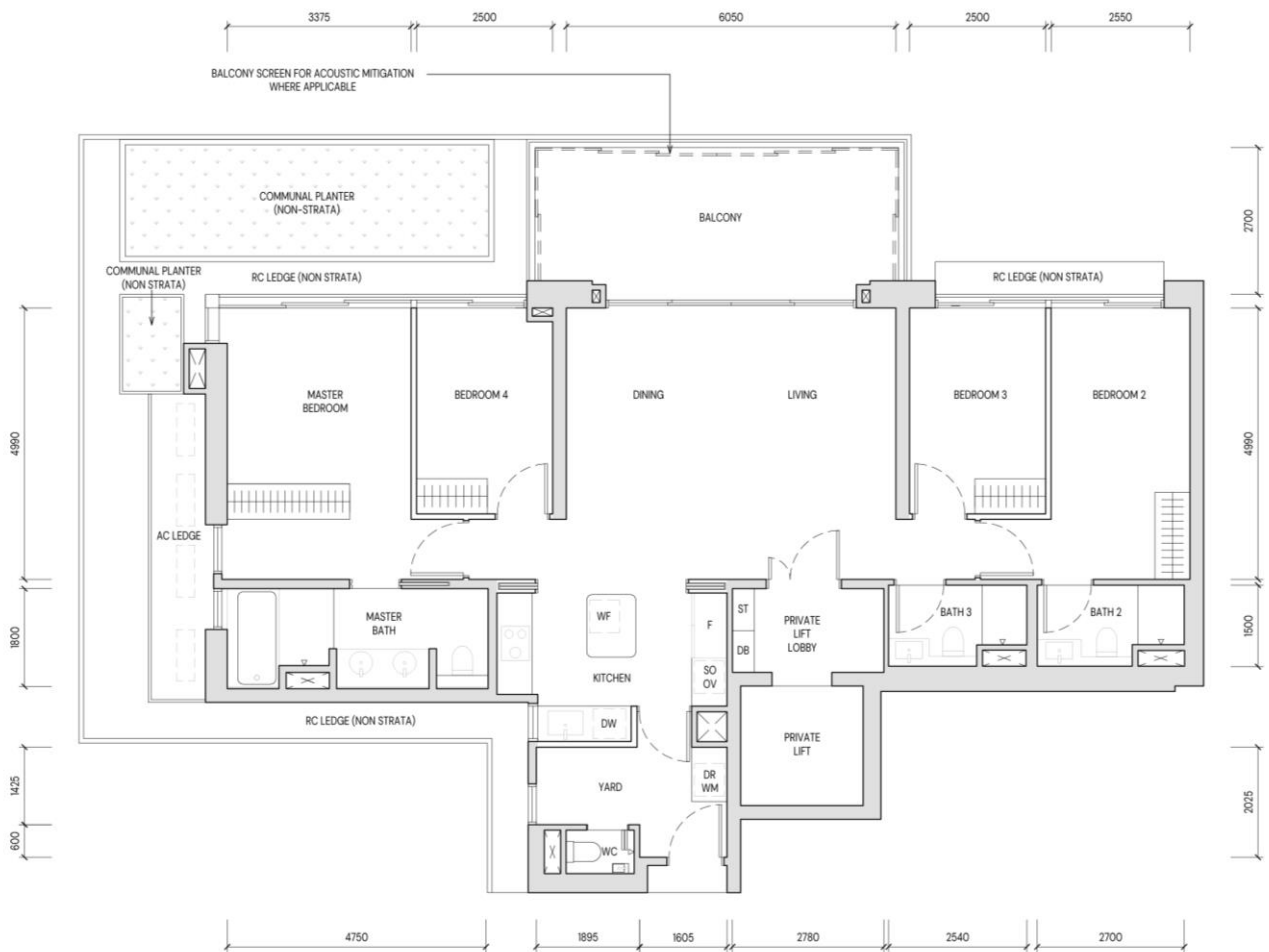 3375
2500
6050
2500
2550
BALCONY SCREEN FOR ACOUSTIC MITIGATION
WHERE APPLICABLE
COMMUNAL PLANTER
(NON-STRATA)
BALCONY
2700
COMMUNAL PLANTER
(NON STRATA)
RC LEDGE (NON STRATA)
RC LEDGE (NON STRATA)
MASTER
BEDROOM
BEDROOM 4
DINING
LIVING
BEDROOM 3
BEDROOM 2
4990
4990
AC LEDGE
MASTER
BATH
WF
F
ST
DB
PRIVATE
LIFT
LOBBY
BATH 3
BATH 2
1800
1500
KITCHEN
SO
OV
RC LEDGE (NON STRATA)
DW
PRIVATE
LIFT
YARD
DR
WM
1425
2025
600
WC
4750
1895
1605
2780
2540
2700